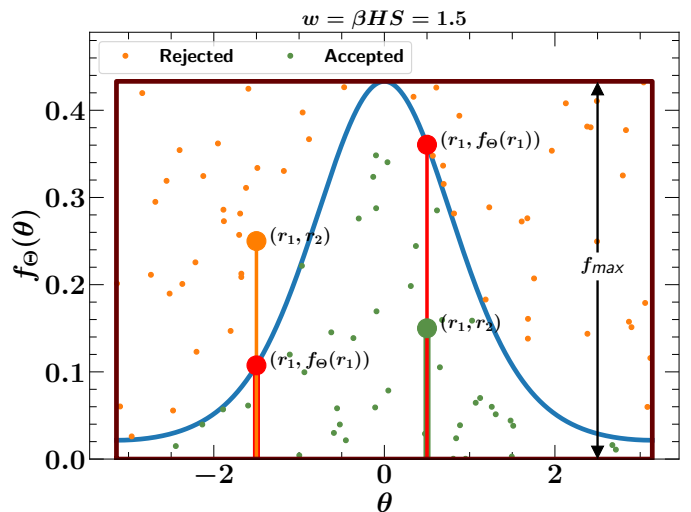 w = βHS = 1.5
Rejected
Accepted
f_Θ(θ)
0.4
0.3
0.2
0.1
0.0
(r₁, f_Θ(r₁))
(r₁, r₂)
f_max
(r₁, r₂)
(r₁, f_Θ(r₁))
−2
0
2
θ